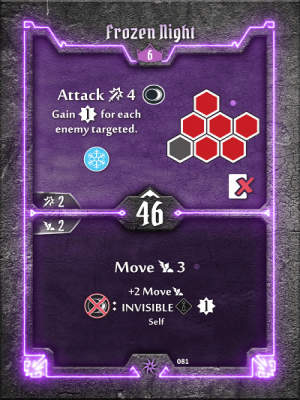 Frozen Night
6
Attack 4
Gain 1 for each
enemy targeted.
2
46
2
Move 3
+2 Move
: INVISIBLE 1
Self
081